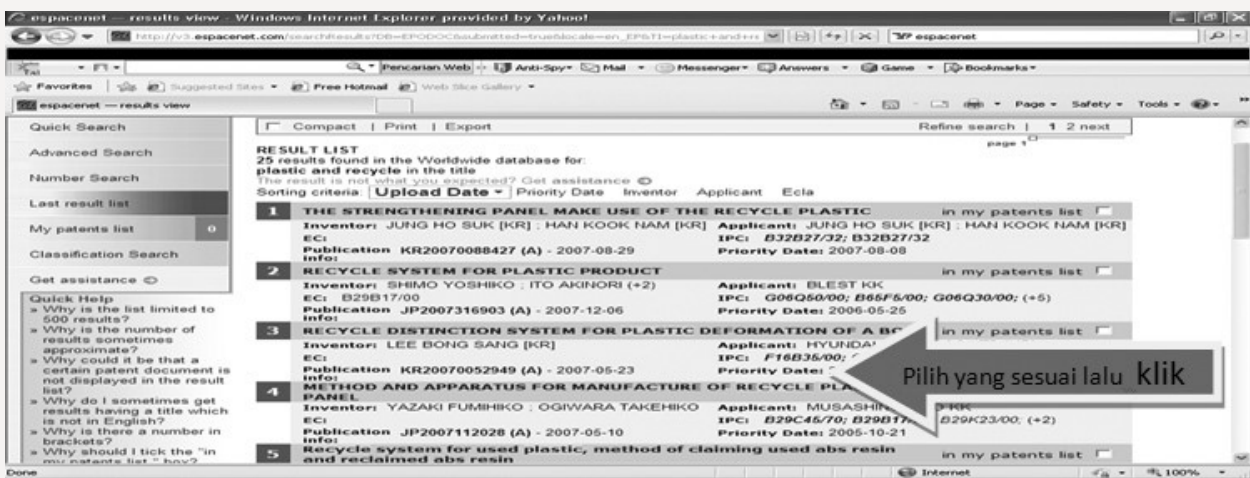 espacenet — results view - Windows Internet Explorer provided by Yahoo!
http://v3.espacenet.com/searchResults?DB=EPODOC&submitted=true&locale=en_EP&TI=plastic+and+re
espacenet
Pencarian Web
Anti-Spy
Mail
Messenger
Answers
Game
Bookmarks
Favorites
Suggested Sites
Free Hotmail
Web Slice Gallery
espacenet — results view
Page
Safety
Tools
Quick Search
Advanced Search
Number Search
Last result list
My patents list 0
Classification Search
Get assistance
Quick Help
» Why is the list limited to
500 results?
» Why is the number of
results sometimes
approximate?
» Why could it be that a
certain patent document is
not displayed in the result
list?
» Why do I sometimes get
results having a title which
is not in English?
» Why is there a number in
brackets?
» Why should I tick the "in
my patents list" box?
Compact | Print | Export
Refine search | 1 2 next
page 1
RESULT LIST
25 results found in the Worldwide database for:
plastic and recycle in the title
The result is not what you expected? Get assistance
Sorting criteria: Upload Date Priority Date Inventor Applicant Ecla
1 THE STRENGTHENING PANEL MAKE USE OF THE RECYCLE PLASTIC in my patents list
Inventor: JUNG HO SUK [KR] ; HAN KOOK NAM [KR] Applicant: JUNG HO SUK [KR] ; HAN KOOK NAM [KR]
EC: IPC: B32B27/32; B32B27/32
Publication info: KR20070088427 (A) - 2007-08-29 Priority Date: 2007-08-08
2 RECYCLE SYSTEM FOR PLASTIC PRODUCT in my patents list
Inventor: SHIMO YOSHIKO ; ITO AKINORI (+2) Applicant: BLEST KK
EC: B29B17/00 IPC: G06Q50/00; B65F5/00; G06Q30/00; (+5)
Publication info: JP2007316903 (A) - 2007-12-06 Priority Date: 2006-05-25
3 RECYCLE DISTINCTION SYSTEM FOR PLASTIC DEFORMATION OF A BO in my patents list
Inventor: LEE BONG SANG [KR] Applicant: HYUNDA
EC: IPC: F16B35/00;
Publication info: KR20070052949 (A) - 2007-05-23 Priority Date:
4 METHOD AND APPARATUS FOR MANUFACTURE OF RECYCLE PLA
PANEL
Inventor: YAZAKI FUMIHIKO ; OGIWARA TAKEHIKO Applicant: MUSASHIN
EC: IPC: B29C45/70; B29B17/ B29K23/00; (+2)
Publication info: JP2007112028 (A) - 2007-05-10 Priority Date: 2005-10-21
5 Recycle system for used plastic, method of claiming used abs resin
and reclaimed abs resin in my patents list
Pilih yang sesuai lalu klik
Done
Internet
100%